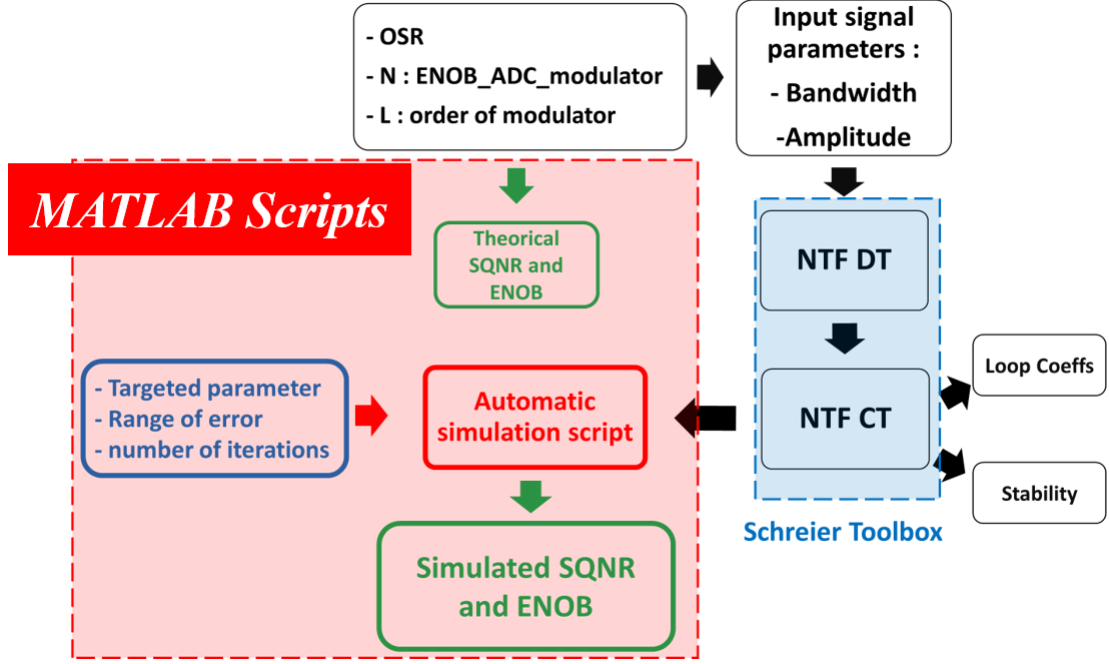 - OSR
- N : ENOB_ADC_modulator
- L : order of modulator
Input signal
parameters :
- Bandwidth
-Amplitude
MATLAB Scripts
Theorical
SQNR and
ENOB
NTF DT
- Targeted parameter
- Range of error
- number of iterations
Automatic
simulation script
NTF CT
Loop Coeffs
Stability
Schreier Toolbox
Simulated SQNR
and ENOB